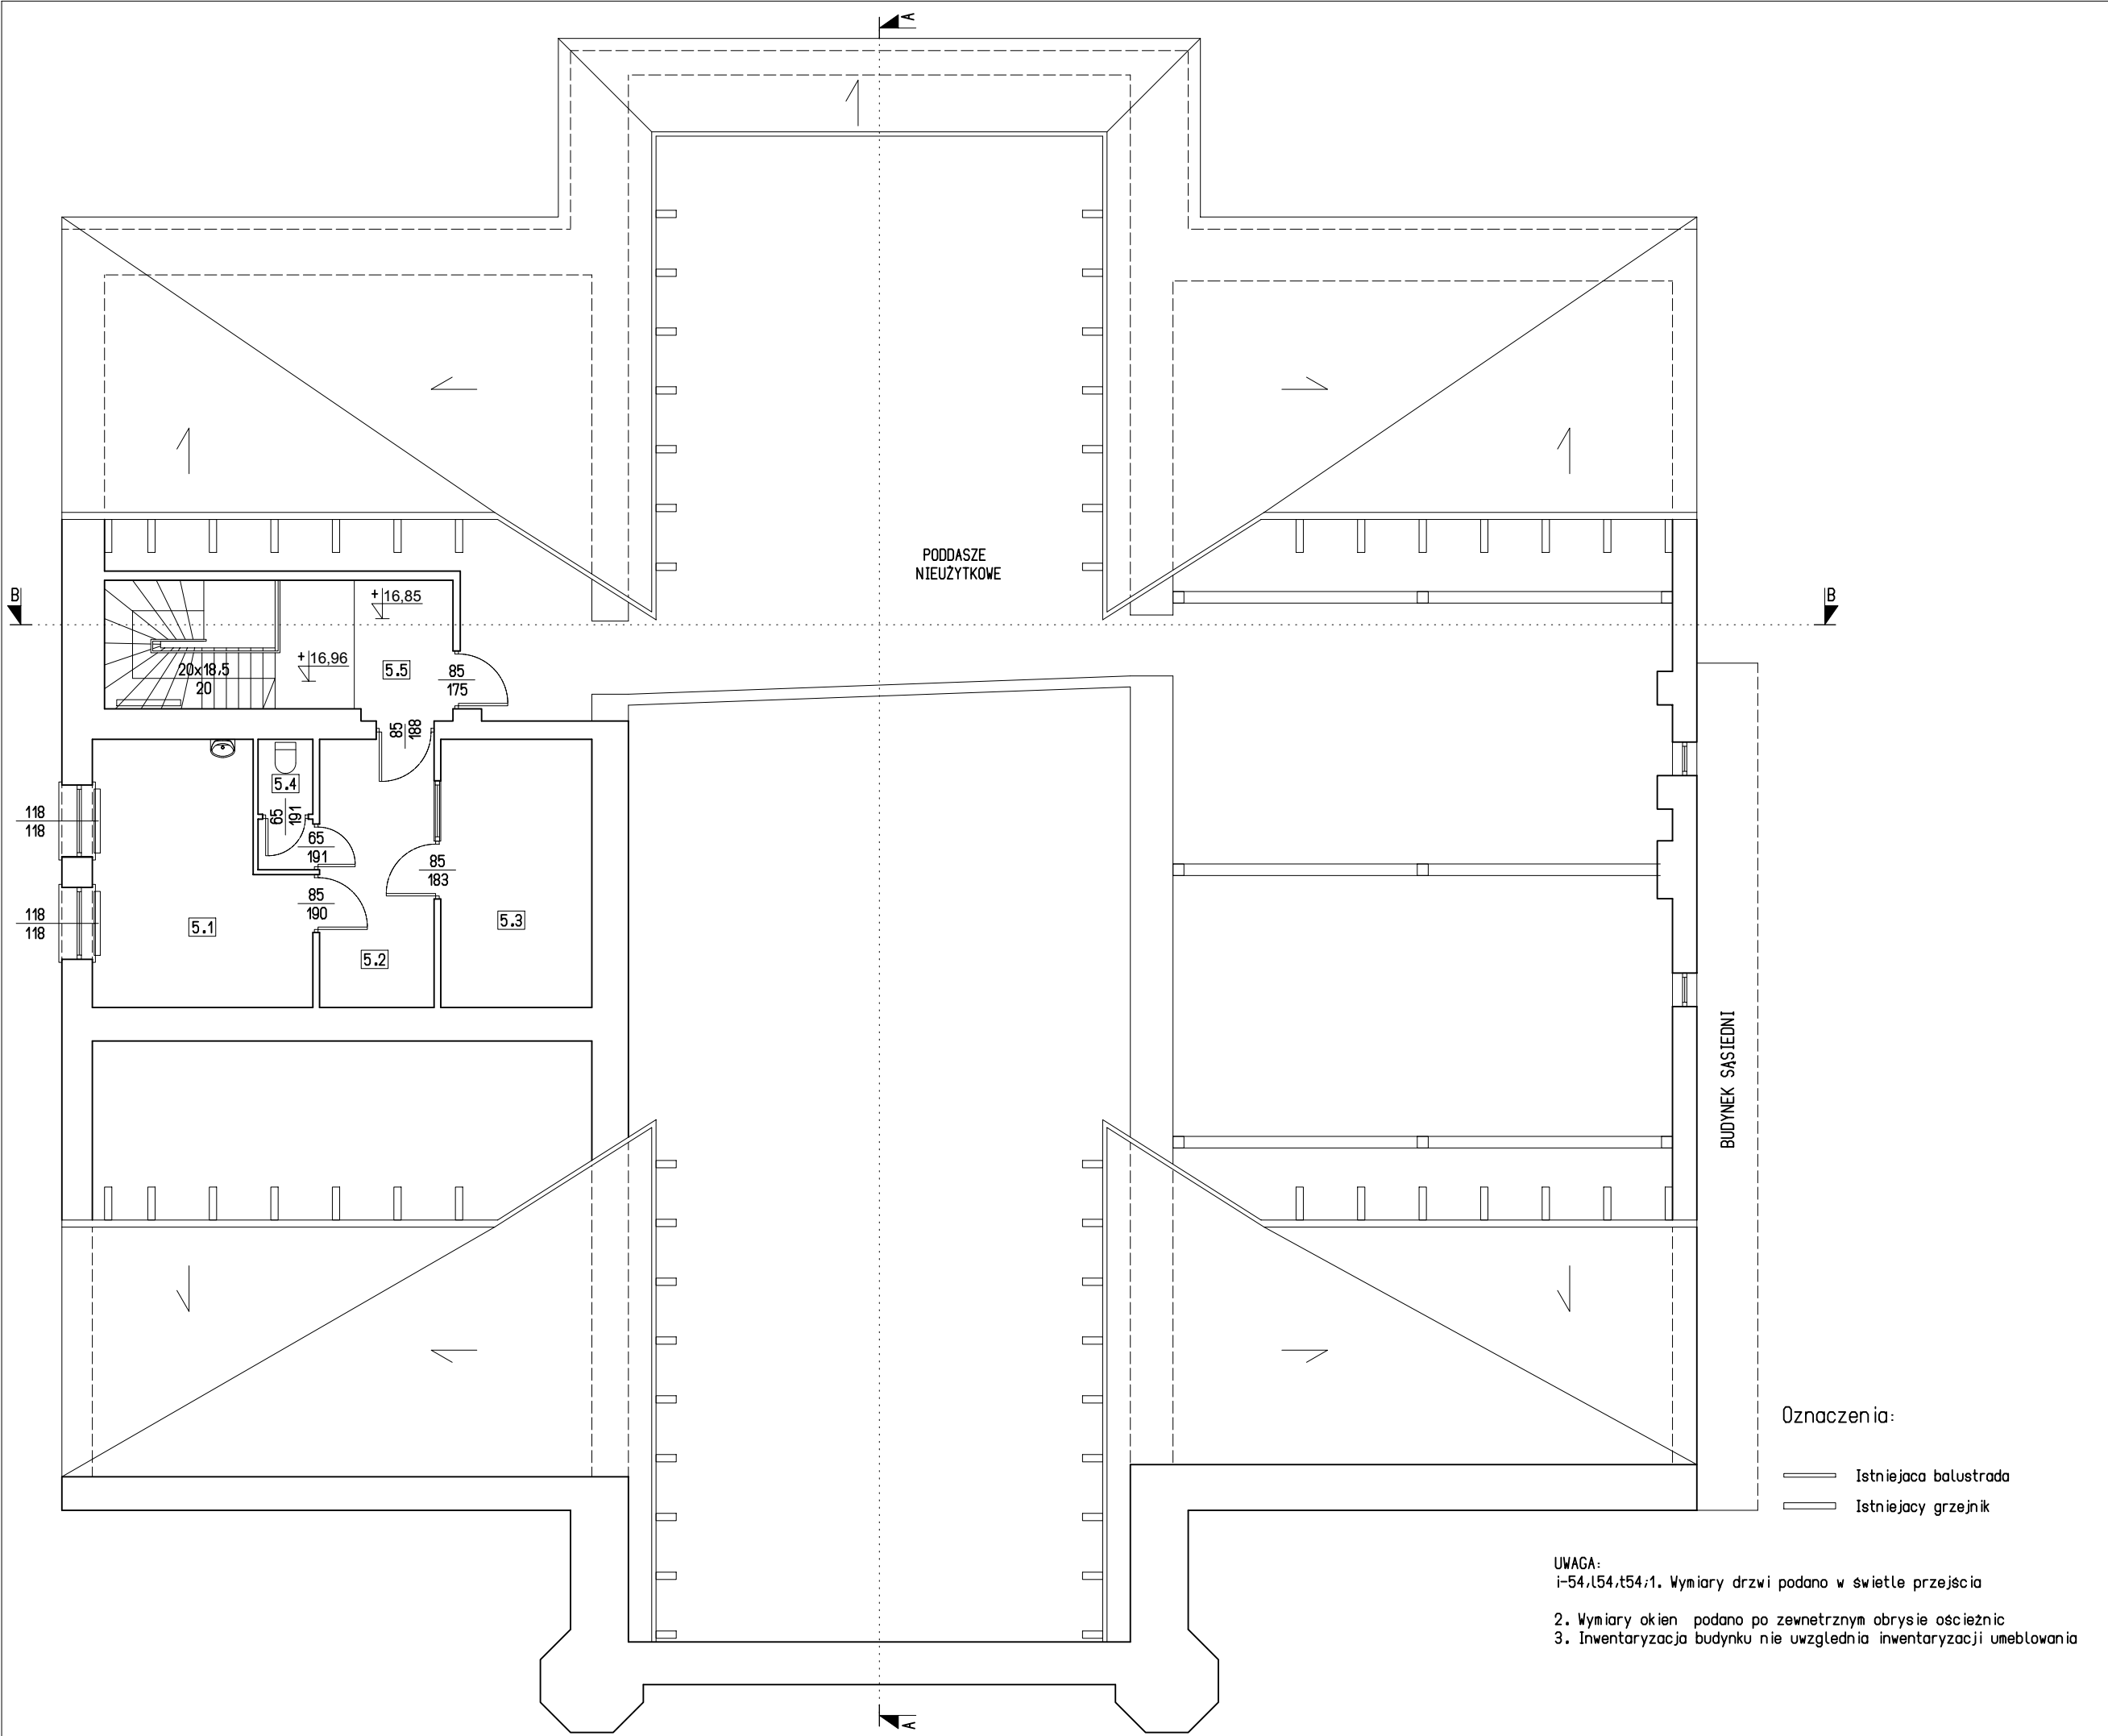 A
PODDASZE
NIEUŻYTKOWE
B
B
+16,85
+16,96
20x18,5
20
5.5
85
175
85
188
5.4
65
191
65
191
118
118
85
183
85
190
118
118
5.1
5.3
5.2
BUDYNEK SĄSIEDNI
Oznaczenia:
Istniejaca balustrada
Istniejacy grzejnik
UWAGA:
i-54,l54,t54;1. Wymiary drzwi podano w świetle przejścia
2. Wymiary okien podano po zewnetrznym obrysie ościeżnic
3. Inwentaryzacja budynku nie uwzglednia inwentaryzacji umeblowania
A